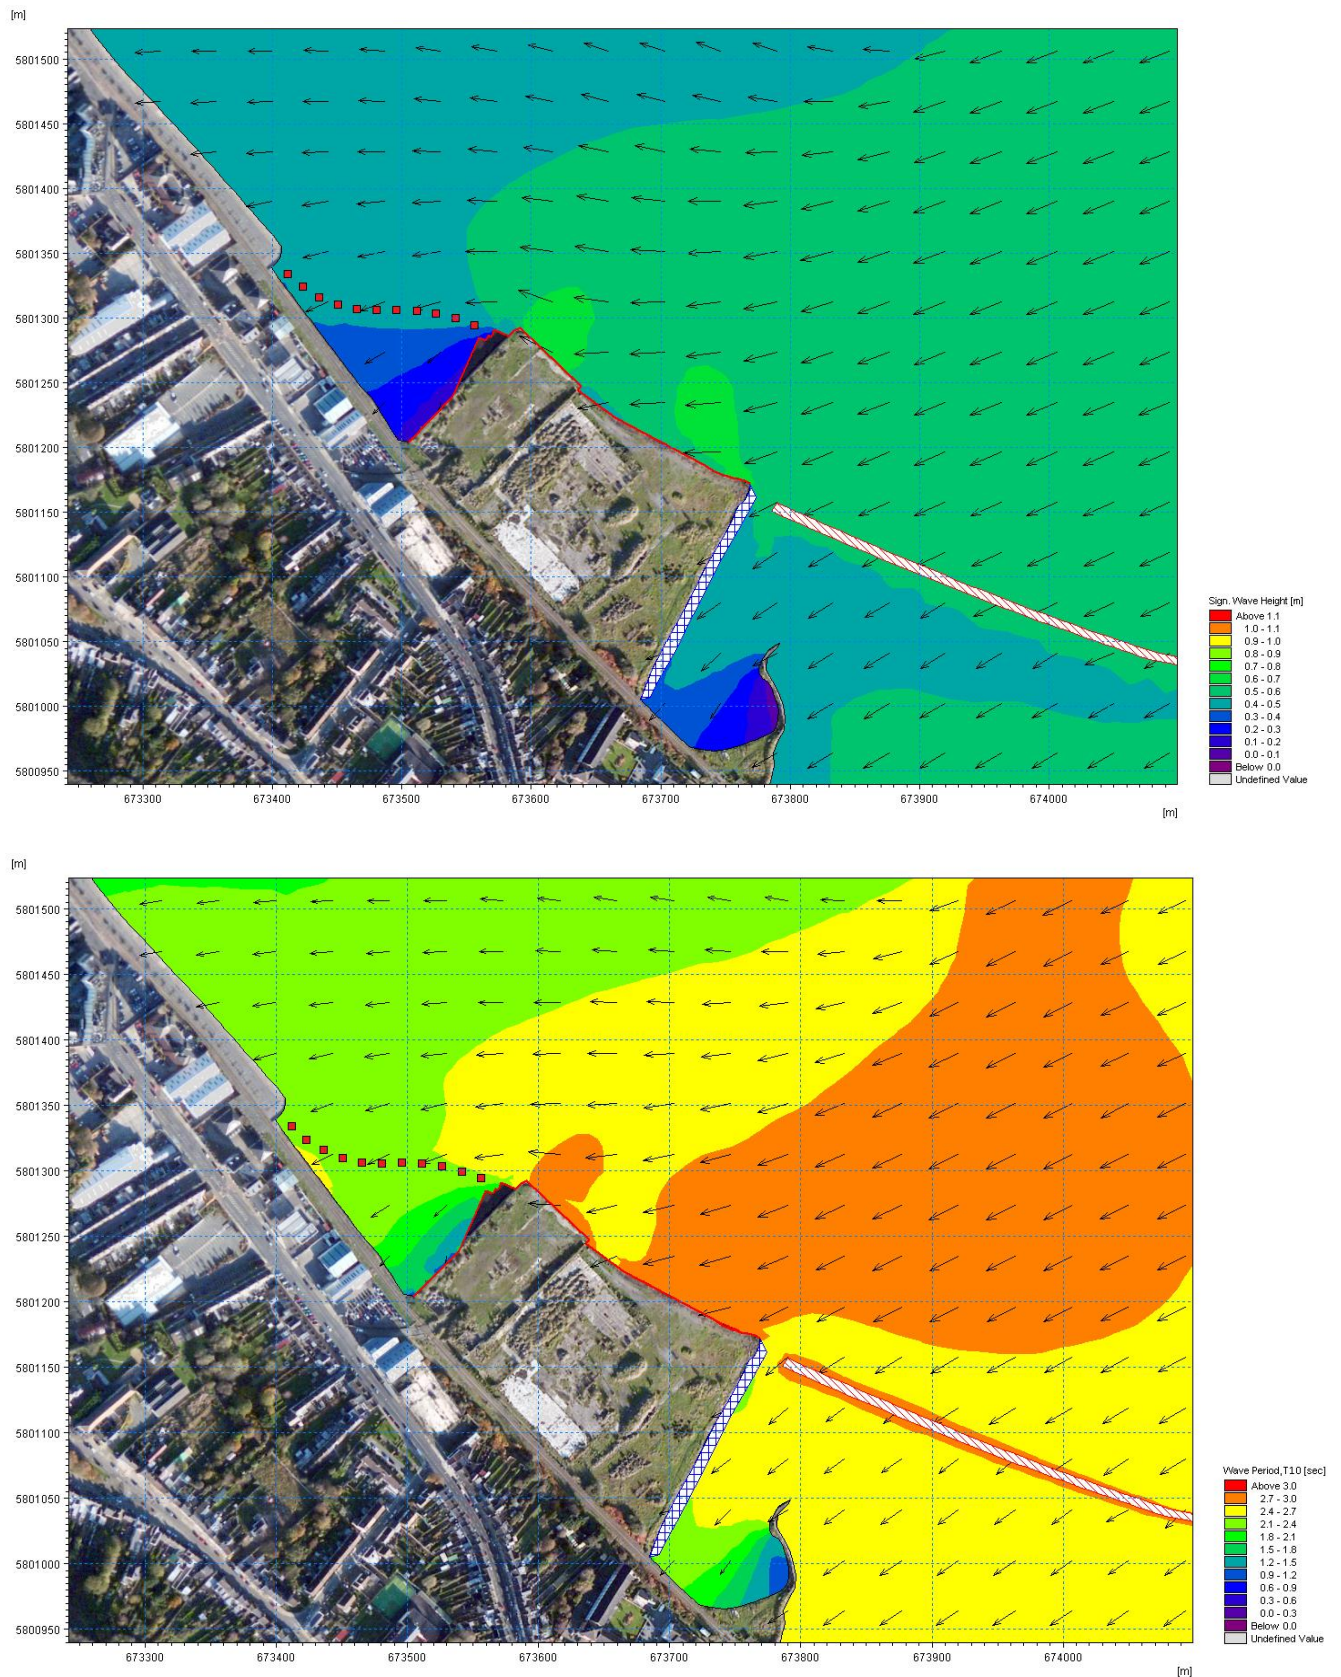 [m]
5801500
5801450
5801400
5801350
5801300
5801250
5801200
5801150
5801100
5801050
5801000
5800950
673300 673400 673500 673600 673700 673800 673900 674000
[m]
Sign. Wave Height [m]
Above 1.1
1.0 - 1.1
0.9 - 1.0
0.8 - 0.9
0.7 - 0.8
0.6 - 0.7
0.5 - 0.6
0.4 - 0.5
0.3 - 0.4
0.2 - 0.3
0.1 - 0.2
0.0 - 0.1
Below 0.0
Undefined Value
[m]
5801500
5801450
5801400
5801350
5801300
5801250
5801200
5801150
5801100
5801050
5801000
5800950
673300 673400 673500 673600 673700 673800 673900 674000
[m]
Wave Period,T10 [sec]
Above 3.0
2.7 - 3.0
2.4 - 2.7
2.1 - 2.4
1.8 - 2.1
1.5 - 1.8
1.2 - 1.5
0.9 - 1.2
0.6 - 0.9
0.3 - 0.6
0.0 - 0.3
Below 0.0
Undefined Value